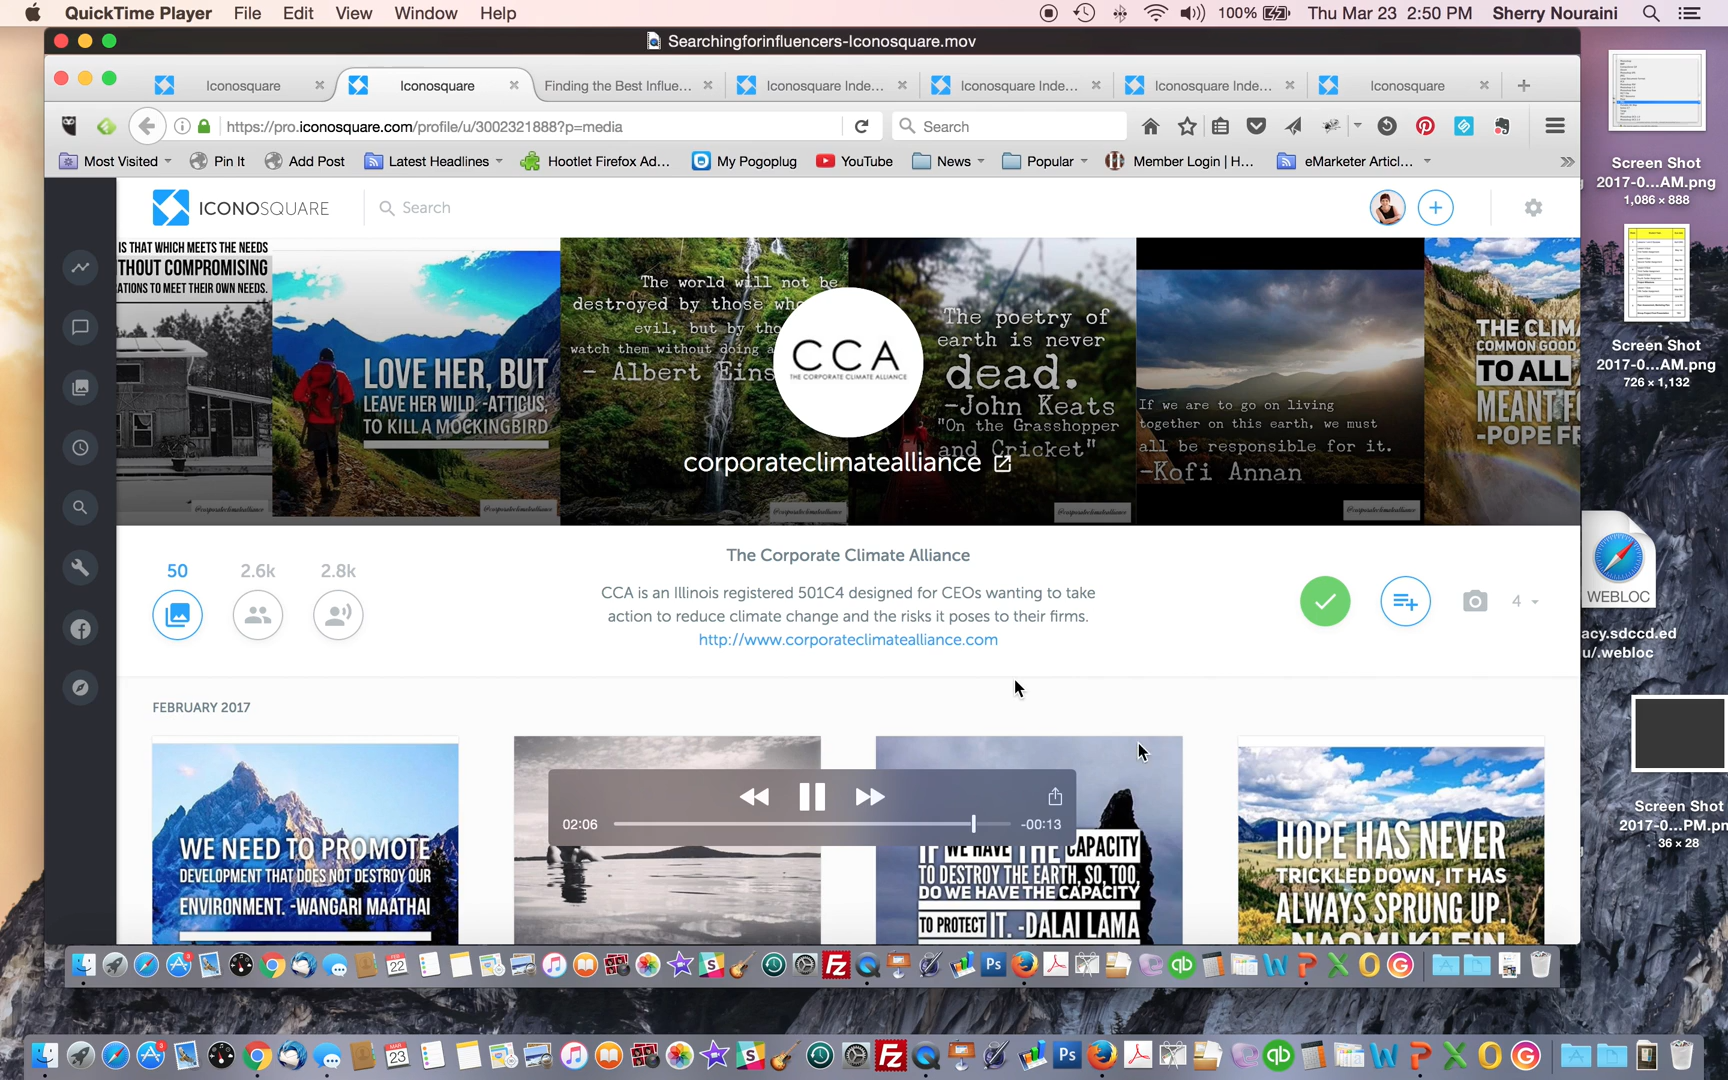 QuickTime Player File Edit View Window Help 100% Thu Mar 23 2:50 PM Sherry Nouraini
Searchingforinfluencers-Iconosquare.mov
Iconosquare Iconosquare Finding the Best Influe... Iconosquare Inde... Iconosquare Inde... Iconosquare Inde... Iconosquare
https://pro.iconosquare.com/profile/u/3002321888?p=media Search
Most Visited Pin It Add Post Latest Headlines Hootlet Firefox Ad... My Pogoplug YouTube News Popular Member Login | H... eMarketer Articl...
ICONOSQUARE Search
IS THAT WHICH MEETS THE NEEDS
THOUT COMPROMISING
ATIONS TO MEET THEIR OWN NEEDS.
LOVE HER, BUT
LEAVE HER WILD. -ATTICUS,
TO KILL A MOCKINGBIRD
@corporateclimatealliance
The world will not be
destroyed by those who
evil, but by tho
watch them without doing a
- Albert Eins
@corporateclimatealliance
CCA
THE CORPORATE CLIMATE ALLIANCE
The poetry of
earth is never
dead.
-John Keats
"On the Grasshopper
and Cricket"
@corporateclimatealliance
If we are to go on living
together on this earth, we must
all be responsible for it.
-Kofi Annan
@corporateclimatealliance
THE CLIM
COMMON GOOD,
TO ALL
MEANT F
-POPE FR
corporateclimatealliance
50 2.6k 2.8k
The Corporate Climate Alliance
CCA is an Illinois registered 501C4 designed for CEOs wanting to take
action to reduce climate change and the risks it poses to their firms.
http://www.corporateclimatealliance.com
4
FEBRUARY 2017
WE NEED TO PROMOTE
DEVELOPMENT THAT DOES NOT DESTROY OUR
ENVIRONMENT. -WANGARI MAATHAI
02:06 -00:13
IF WE HAVE THE CAPACITY
TO DESTROY THE EARTH, SO, TOO,
DO WE HAVE THE CAPACITY
TO PROTECT IT. -DALAI LAMA
HOPE HAS NEVER
TRICKLED DOWN, IT HAS
ALWAYS SPRUNG UP.
NAOMI KLEIN
Screen Shot
2017-0...AM.png
1,086 × 888
Screen Shot
2017-0...AM.png
726 × 1,132
WEBLOC
acy.sdccd.ed
u/.webloc
Screen Shot
2017-0...PM.pn
36 × 28